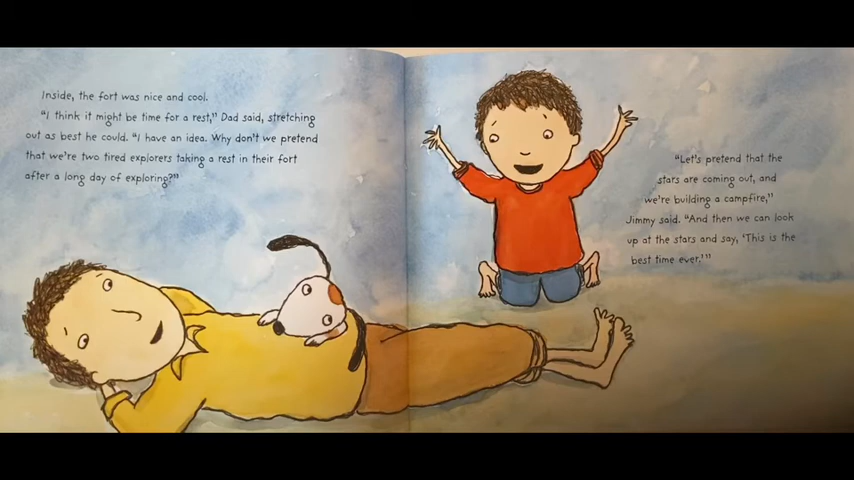 Inside, the fort was nice and cool.
"I think it might be time for a rest," Dad said, stretching
out as best he could. "I have an idea. Why don't we pretend
that we're two tired explorers taking a rest in their fort
after a long day of exploring?"
"Let's pretend that the
stars are coming out, and
we're building a campfire,"
Jimmy said. "And then we can look
up at the stars and say, 'This is the
best time ever.'"